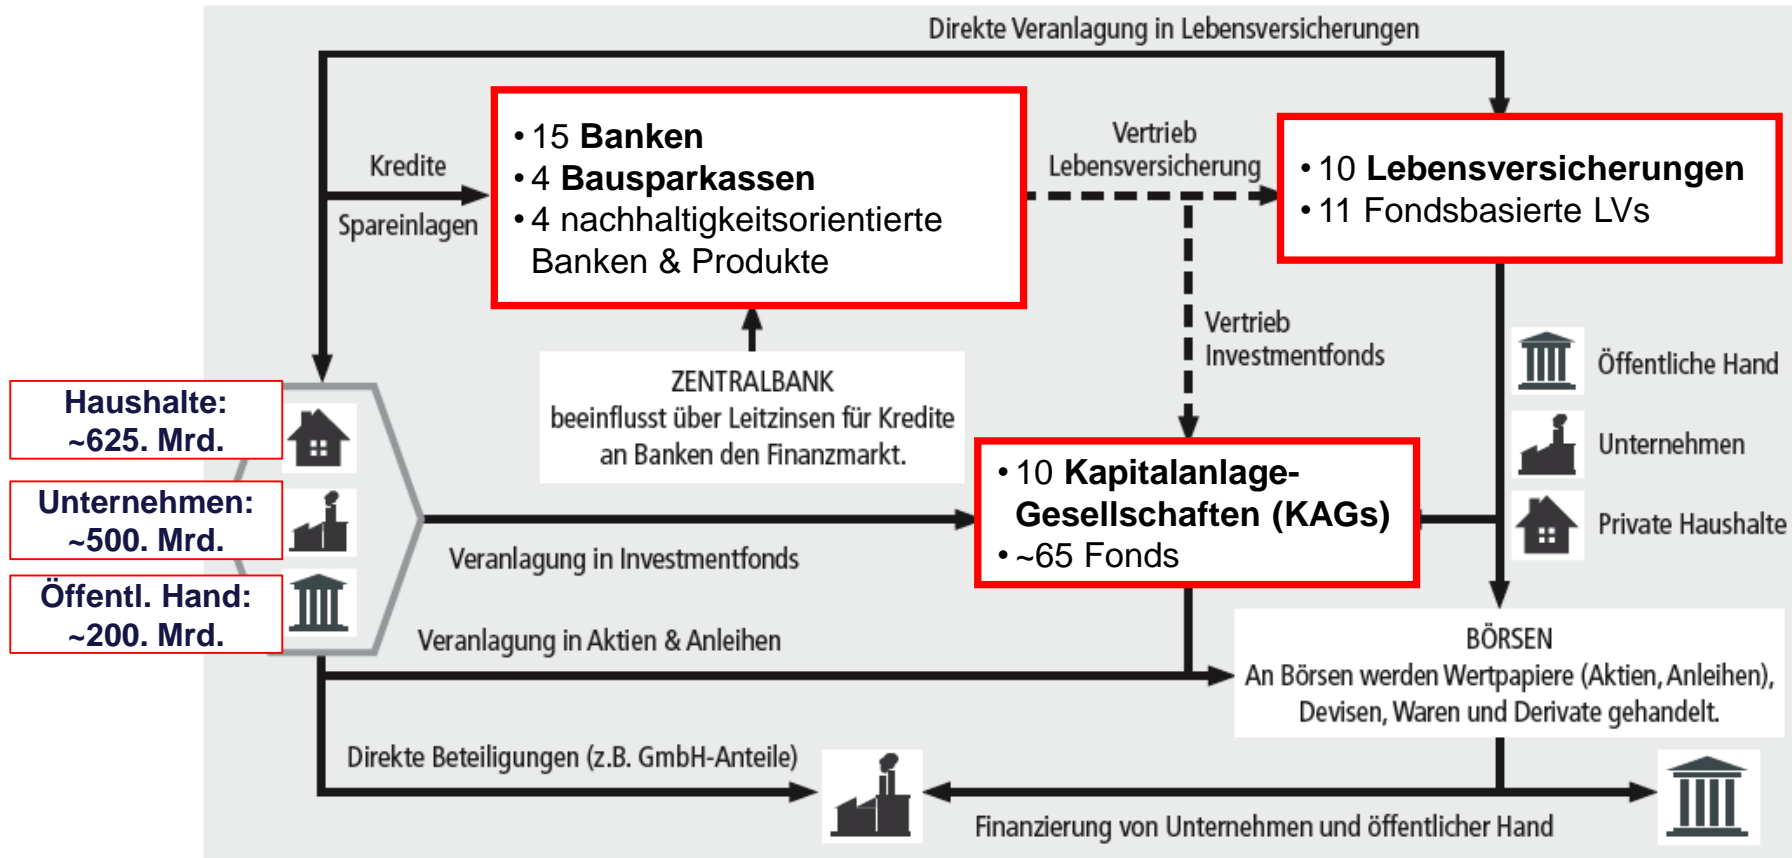 Direkte Veranlagung in Lebensversicherungen
• 15 Banken
• 4 Bausparkassen
• 4 nachhaltigkeitsorientierte
Banken & Produkte
Kredite
Spareinlagen
Vertrieb
Lebensversicherung
• 10 Lebensversicherungen
• 11 Fondsbasierte LVs
Vertrieb
Investmentfonds
ZENTRALBANK
beeinflusst über Leitzinsen für Kredite
an Banken den Finanzmarkt.
Öffentliche Hand
Unternehmen
Private Haushalte
Haushalte:
~625. Mrd.
Unternehmen:
~500. Mrd.
Öffentl. Hand:
~200. Mrd.
• 10 Kapitalanlage-
Gesellschaften (KAGs)
• ~65 Fonds
Veranlagung in Investmentfonds
Veranlagung in Aktien & Anleihen
BÖRSEN
An Börsen werden Wertpapiere (Aktien, Anleihen),
Devisen, Waren und Derivate gehandelt.
Direkte Beteiligungen (z.B. GmbH-Anteile)
Finanzierung von Unternehmen und öffentlicher Hand